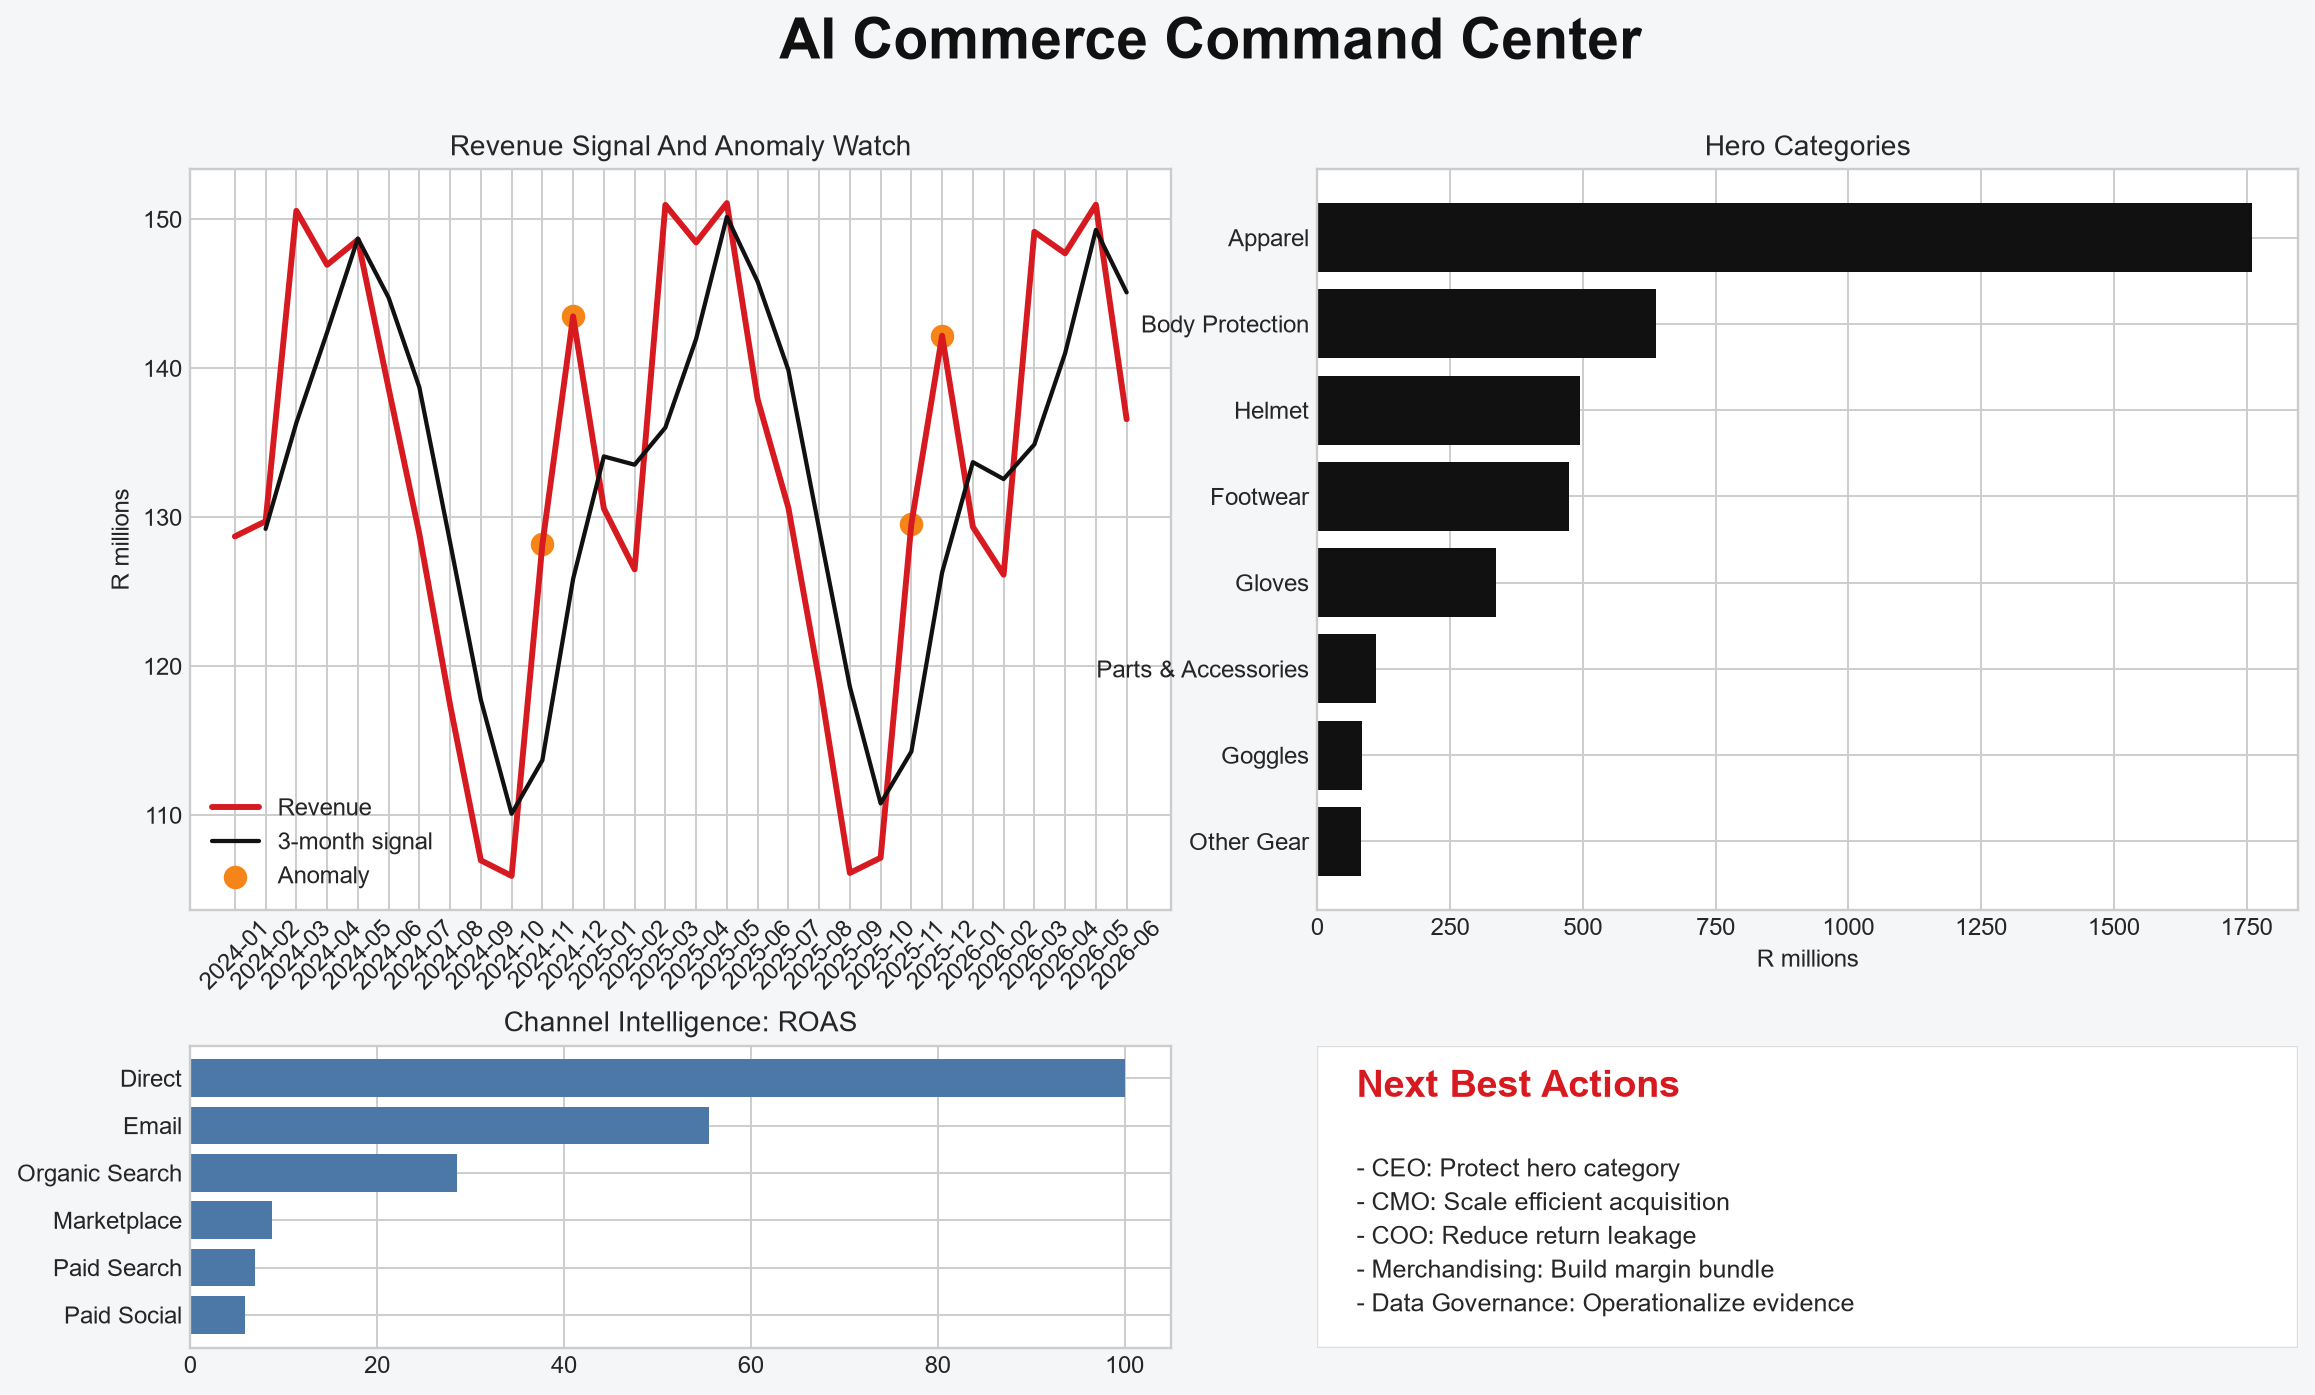 AI Commerce Command Center
Revenue Signal And Anomaly Watch
150
140
130
120
110
R millions
Revenue
3-month signal
Anomaly
2024-01
2024-02
2024-03
2024-04
2024-05
2024-06
2024-07
2024-08
2024-09
2024-10
2024-11
2024-12
2025-01
2025-02
2025-03
2025-04
2025-05
2025-06
2025-07
2025-08
2025-09
2025-10
2025-11
2025-12
2026-01
2026-02
2026-03
2026-04
2026-05
2026-06
Hero Categories
Apparel
Body Protection
Helmet
Footwear
Gloves
Parts & Accessories
Goggles
Other Gear
0 250 500 750 1000 1250 1500 1750
R millions
Channel Intelligence: ROAS
Direct
Email
Organic Search
Marketplace
Paid Search
Paid Social
0 20 40 60 80 100
Next Best Actions
- CEO: Protect hero category
- CMO: Scale efficient acquisition
- COO: Reduce return leakage
- Merchandising: Build margin bundle
- Data Governance: Operationalize evidence